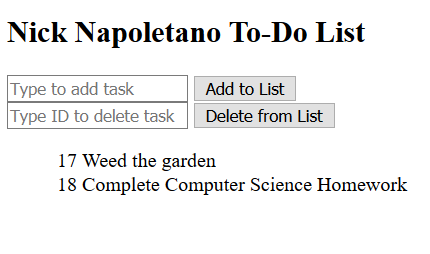 Nick Napoletano To-Do List
Type to add task Add to List
Type ID to delete task Delete from List
17 Weed the garden
18 Complete Computer Science Homework